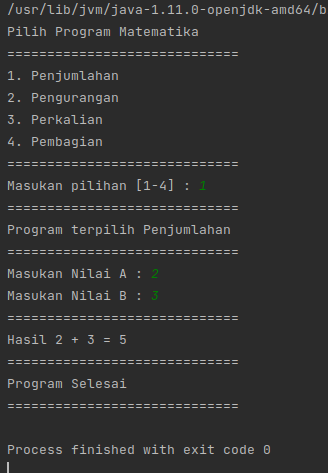 /usr/lib/jvm/java-1.11.0-openjdk-amd64/b
Pilih Program Matematika
=============================
1. Penjumlahan
2. Pengurangan
3. Perkalian
4. Pembagian
=============================
Masukan pilihan [1-4] : 1
=============================
Program terpilih Penjumlahan
=============================
Masukan Nilai A : 2
Masukan Nilai B : 3
=============================
Hasil 2 + 3 = 5
=============================
Program Selesai
=============================
Process finished with exit code 0